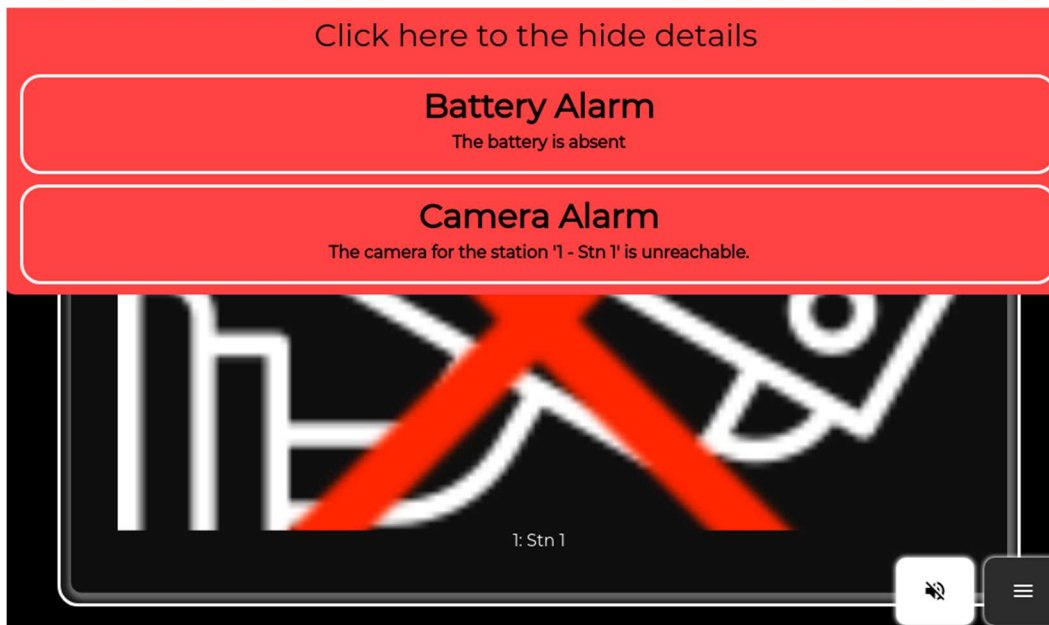 Click here to the hide details
Battery Alarm
The battery is absent
Camera Alarm
The camera for the station '1 - Stn 1' is unreachable.
1: Stn 1